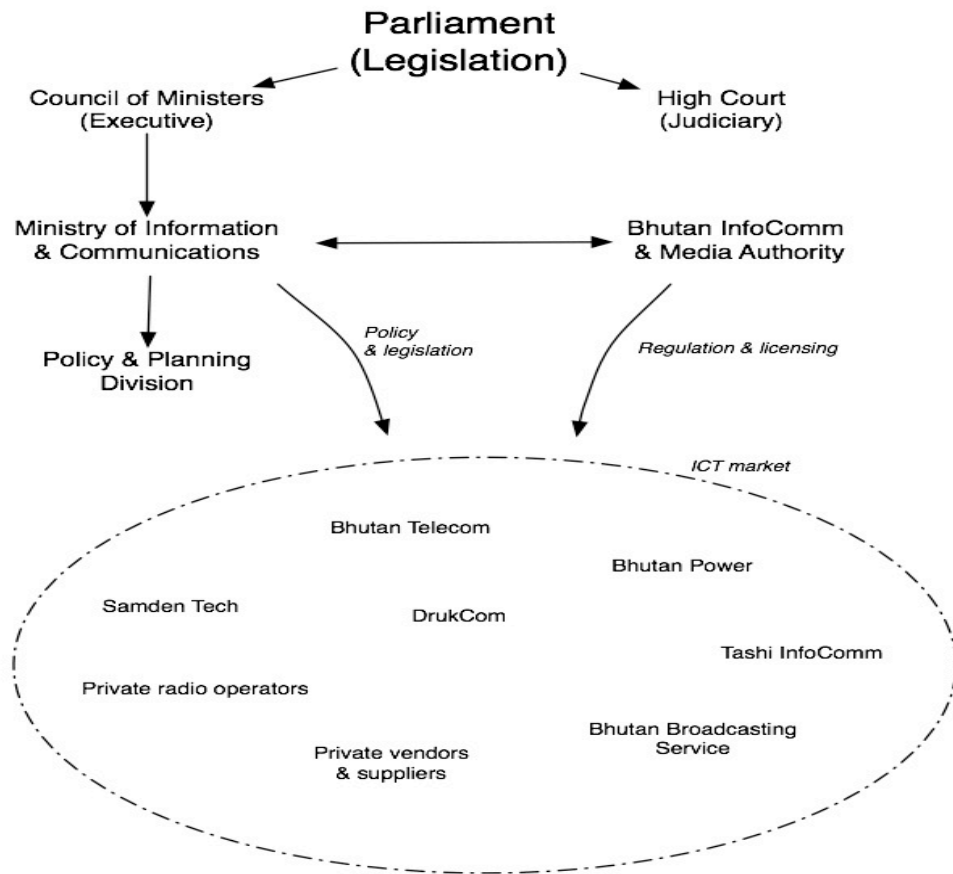 Parliament
(Legislation)
Council of Ministers
(Executive)
High Court
(Judiciary)
Ministry of Information
& Communications
Bhutan InfoComm
& Media Authority
Policy
& legislation
Regulation & licensing
Policy & Planning
Division
ICT market
Bhutan Telecom
Bhutan Power
Samden Tech
DrukCom
Tashi InfoComm
Private radio operators
Bhutan Broadcasting
Service
Private vendors
& suppliers